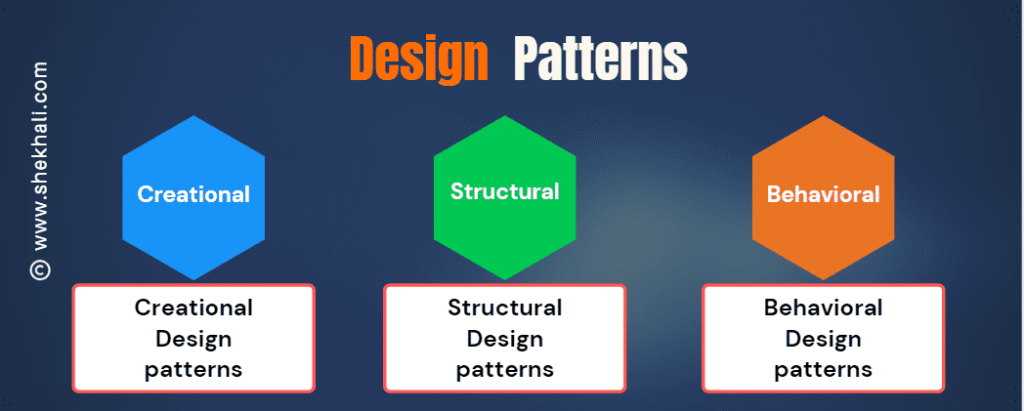 Design Patterns
© www.shekhali.com
Creational
Structural
Behavioral
Creational
Design
patterns
Structural
Design
patterns
Behavioral
Design
patterns